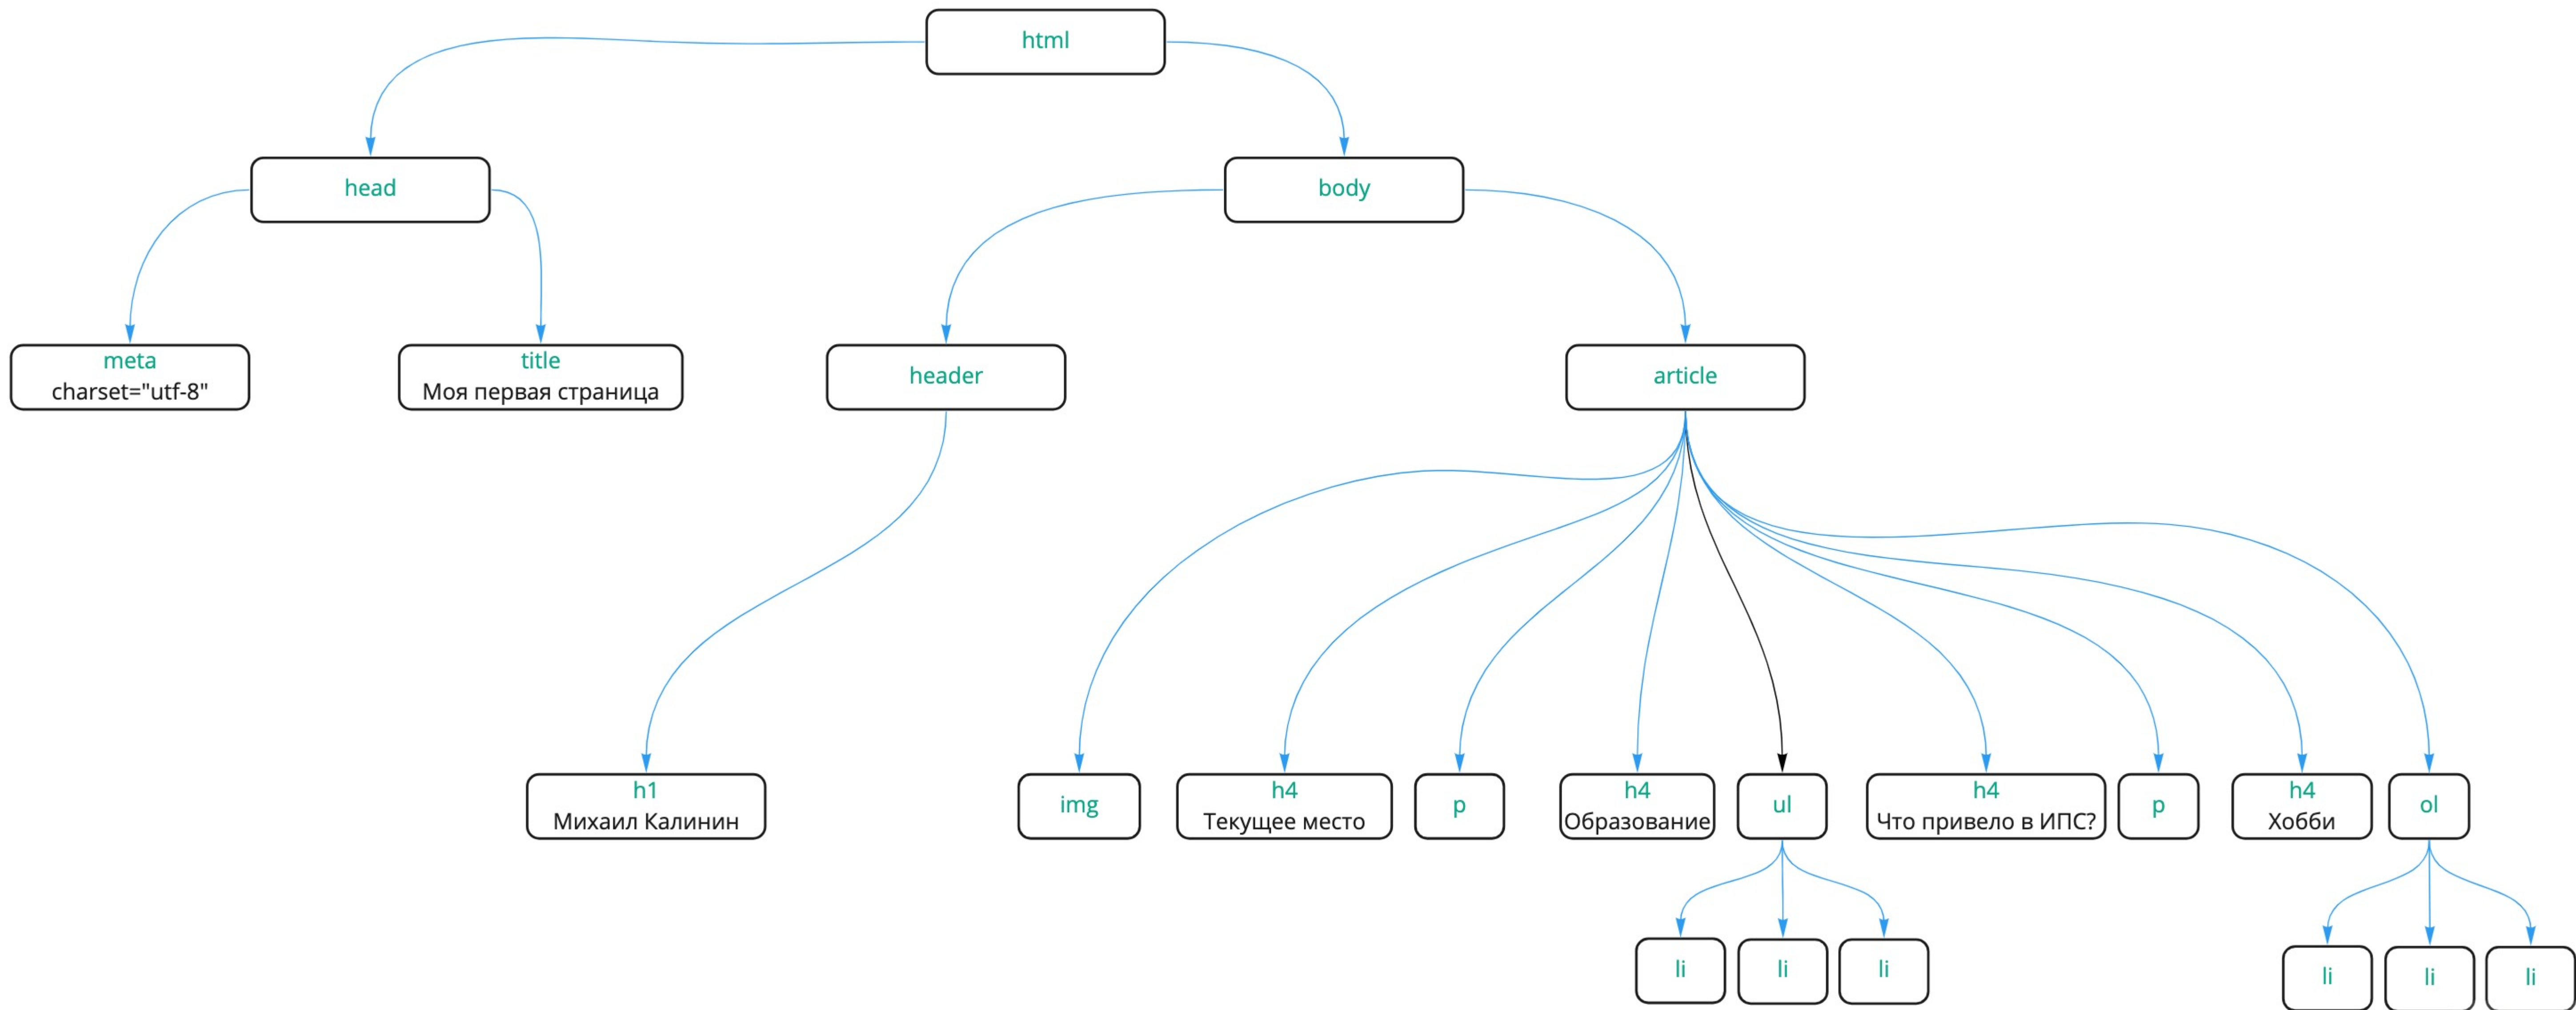 html
head
body
meta
charset="utf-8"
title
Моя первая страница
header
article
h1
Михаил Калинин
img
h4
Текущее место
p
h4
Образование
ul
h4
Что привело в ИПС?
p
h4
Хобби
ol
li
li
li
li
li
li